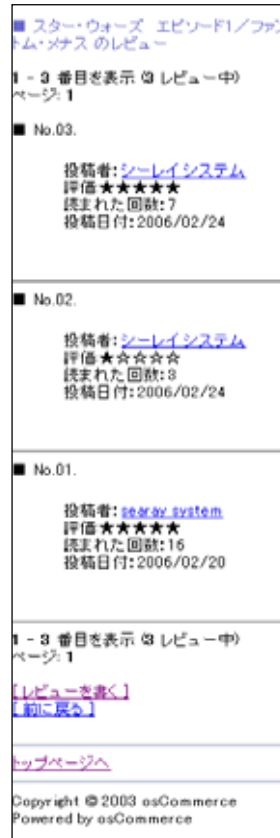 ■ スター・ウォーズ エピソード1／ファン
トム・メナス のレビュー
1 - 3 番目を表示 (3 レビュー中)
ページ: 1
■ No.03.
投稿者:シーレイシステム
評価★★★★★
読まれた回数:7
投稿日付:2006/02/24
■ No.02.
投稿者:シーレイシステム
評価★☆☆☆☆
読まれた回数:3
投稿日付:2006/02/24
■ No.01.
投稿者:searay system
評価★★★★★
読まれた回数:16
投稿日付:2006/02/20
1 - 3 番目を表示 (3 レビュー中)
ページ: 1
[レビューを書く]
[前に戻る]
トップページへ
Copyright © 2003 osCommerce
Powered by osCommerce